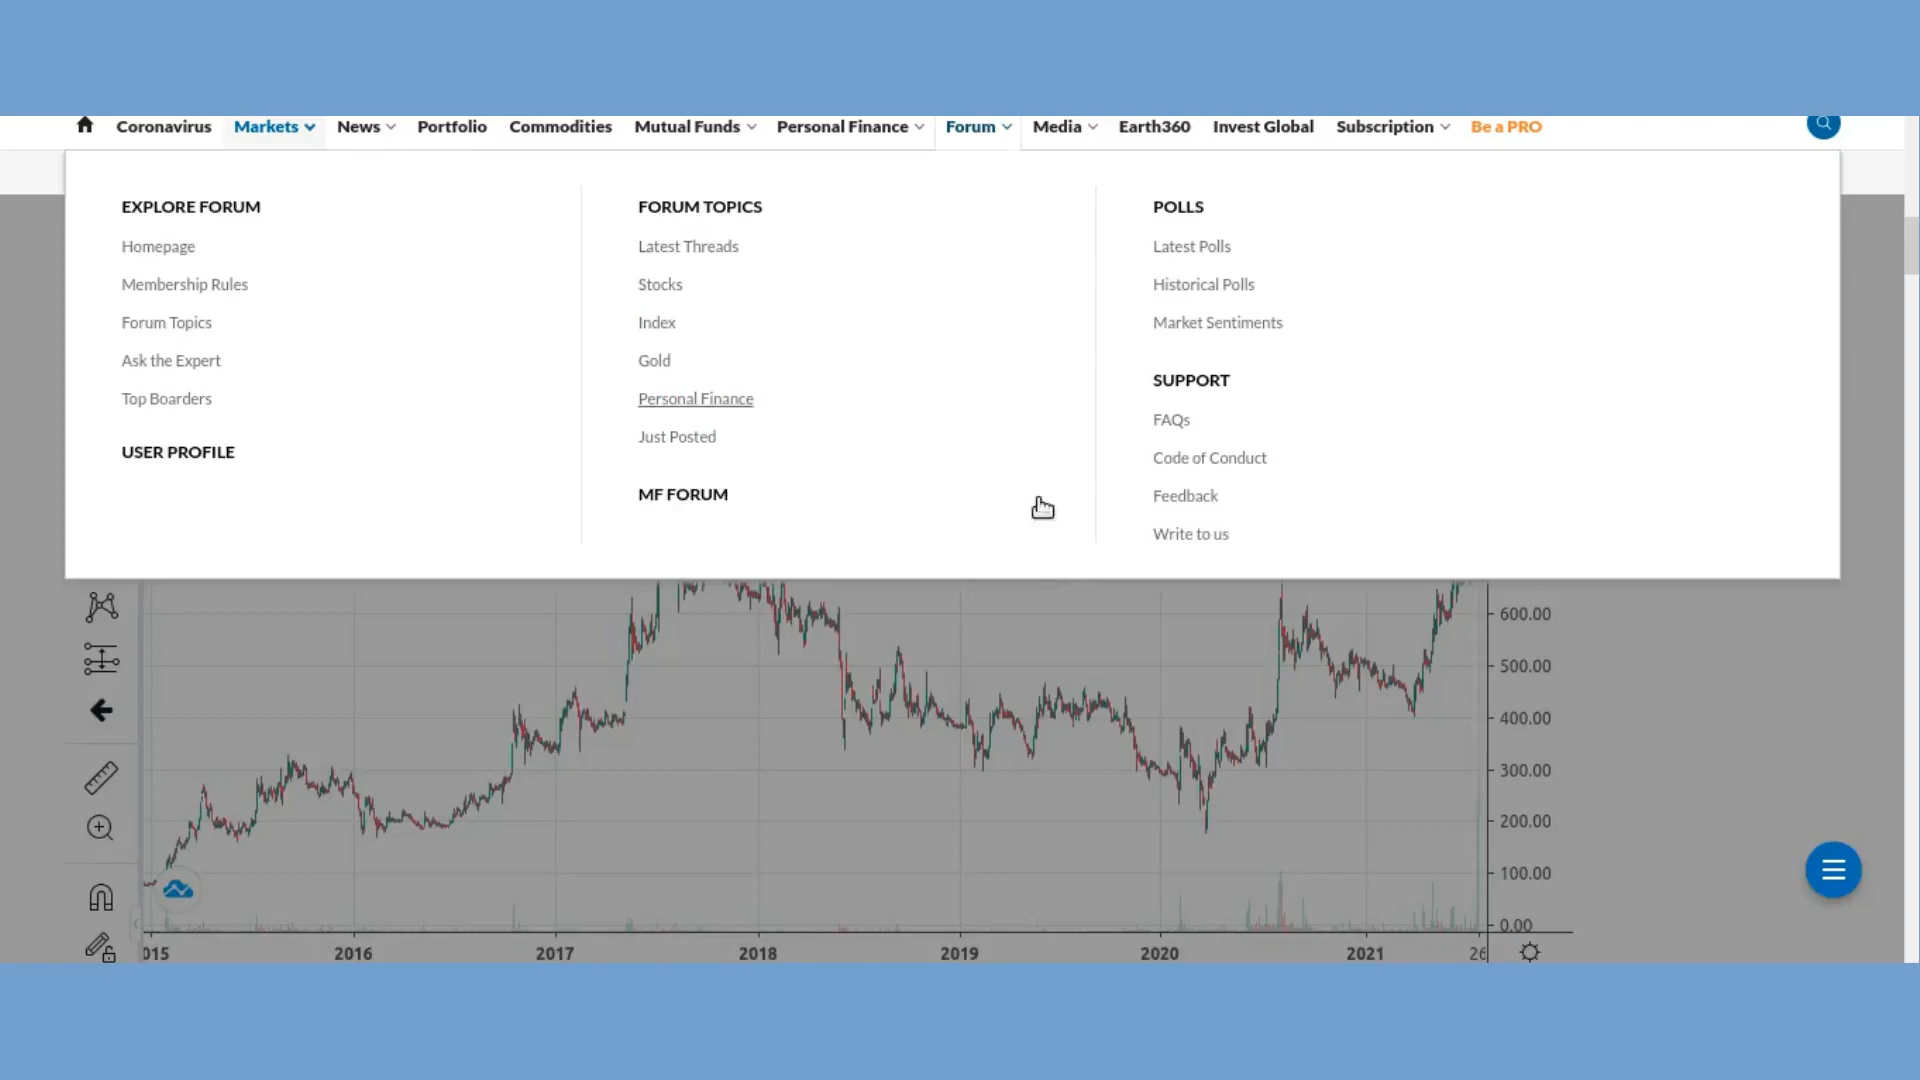 Coronavirus Markets News Portfolio Commodities Mutual Funds Personal Finance Forum Media Earth360 Invest Global Subscription Be a PRO
EXPLORE FORUM
Homepage
Membership Rules
Forum Topics
Ask the Expert
Top Boarders
USER PROFILE
FORUM TOPICS
Latest Threads
Stocks
Index
Gold
Personal Finance
Just Posted
MF FORUM
POLLS
Latest Polls
Historical Polls
Market Sentiments
SUPPORT
FAQs
Code of Conduct
Feedback
Write to us
600.00
500.00
400.00
300.00
200.00
100.00
0.00
015 2016 2017 2018 2019 2020 2021 26